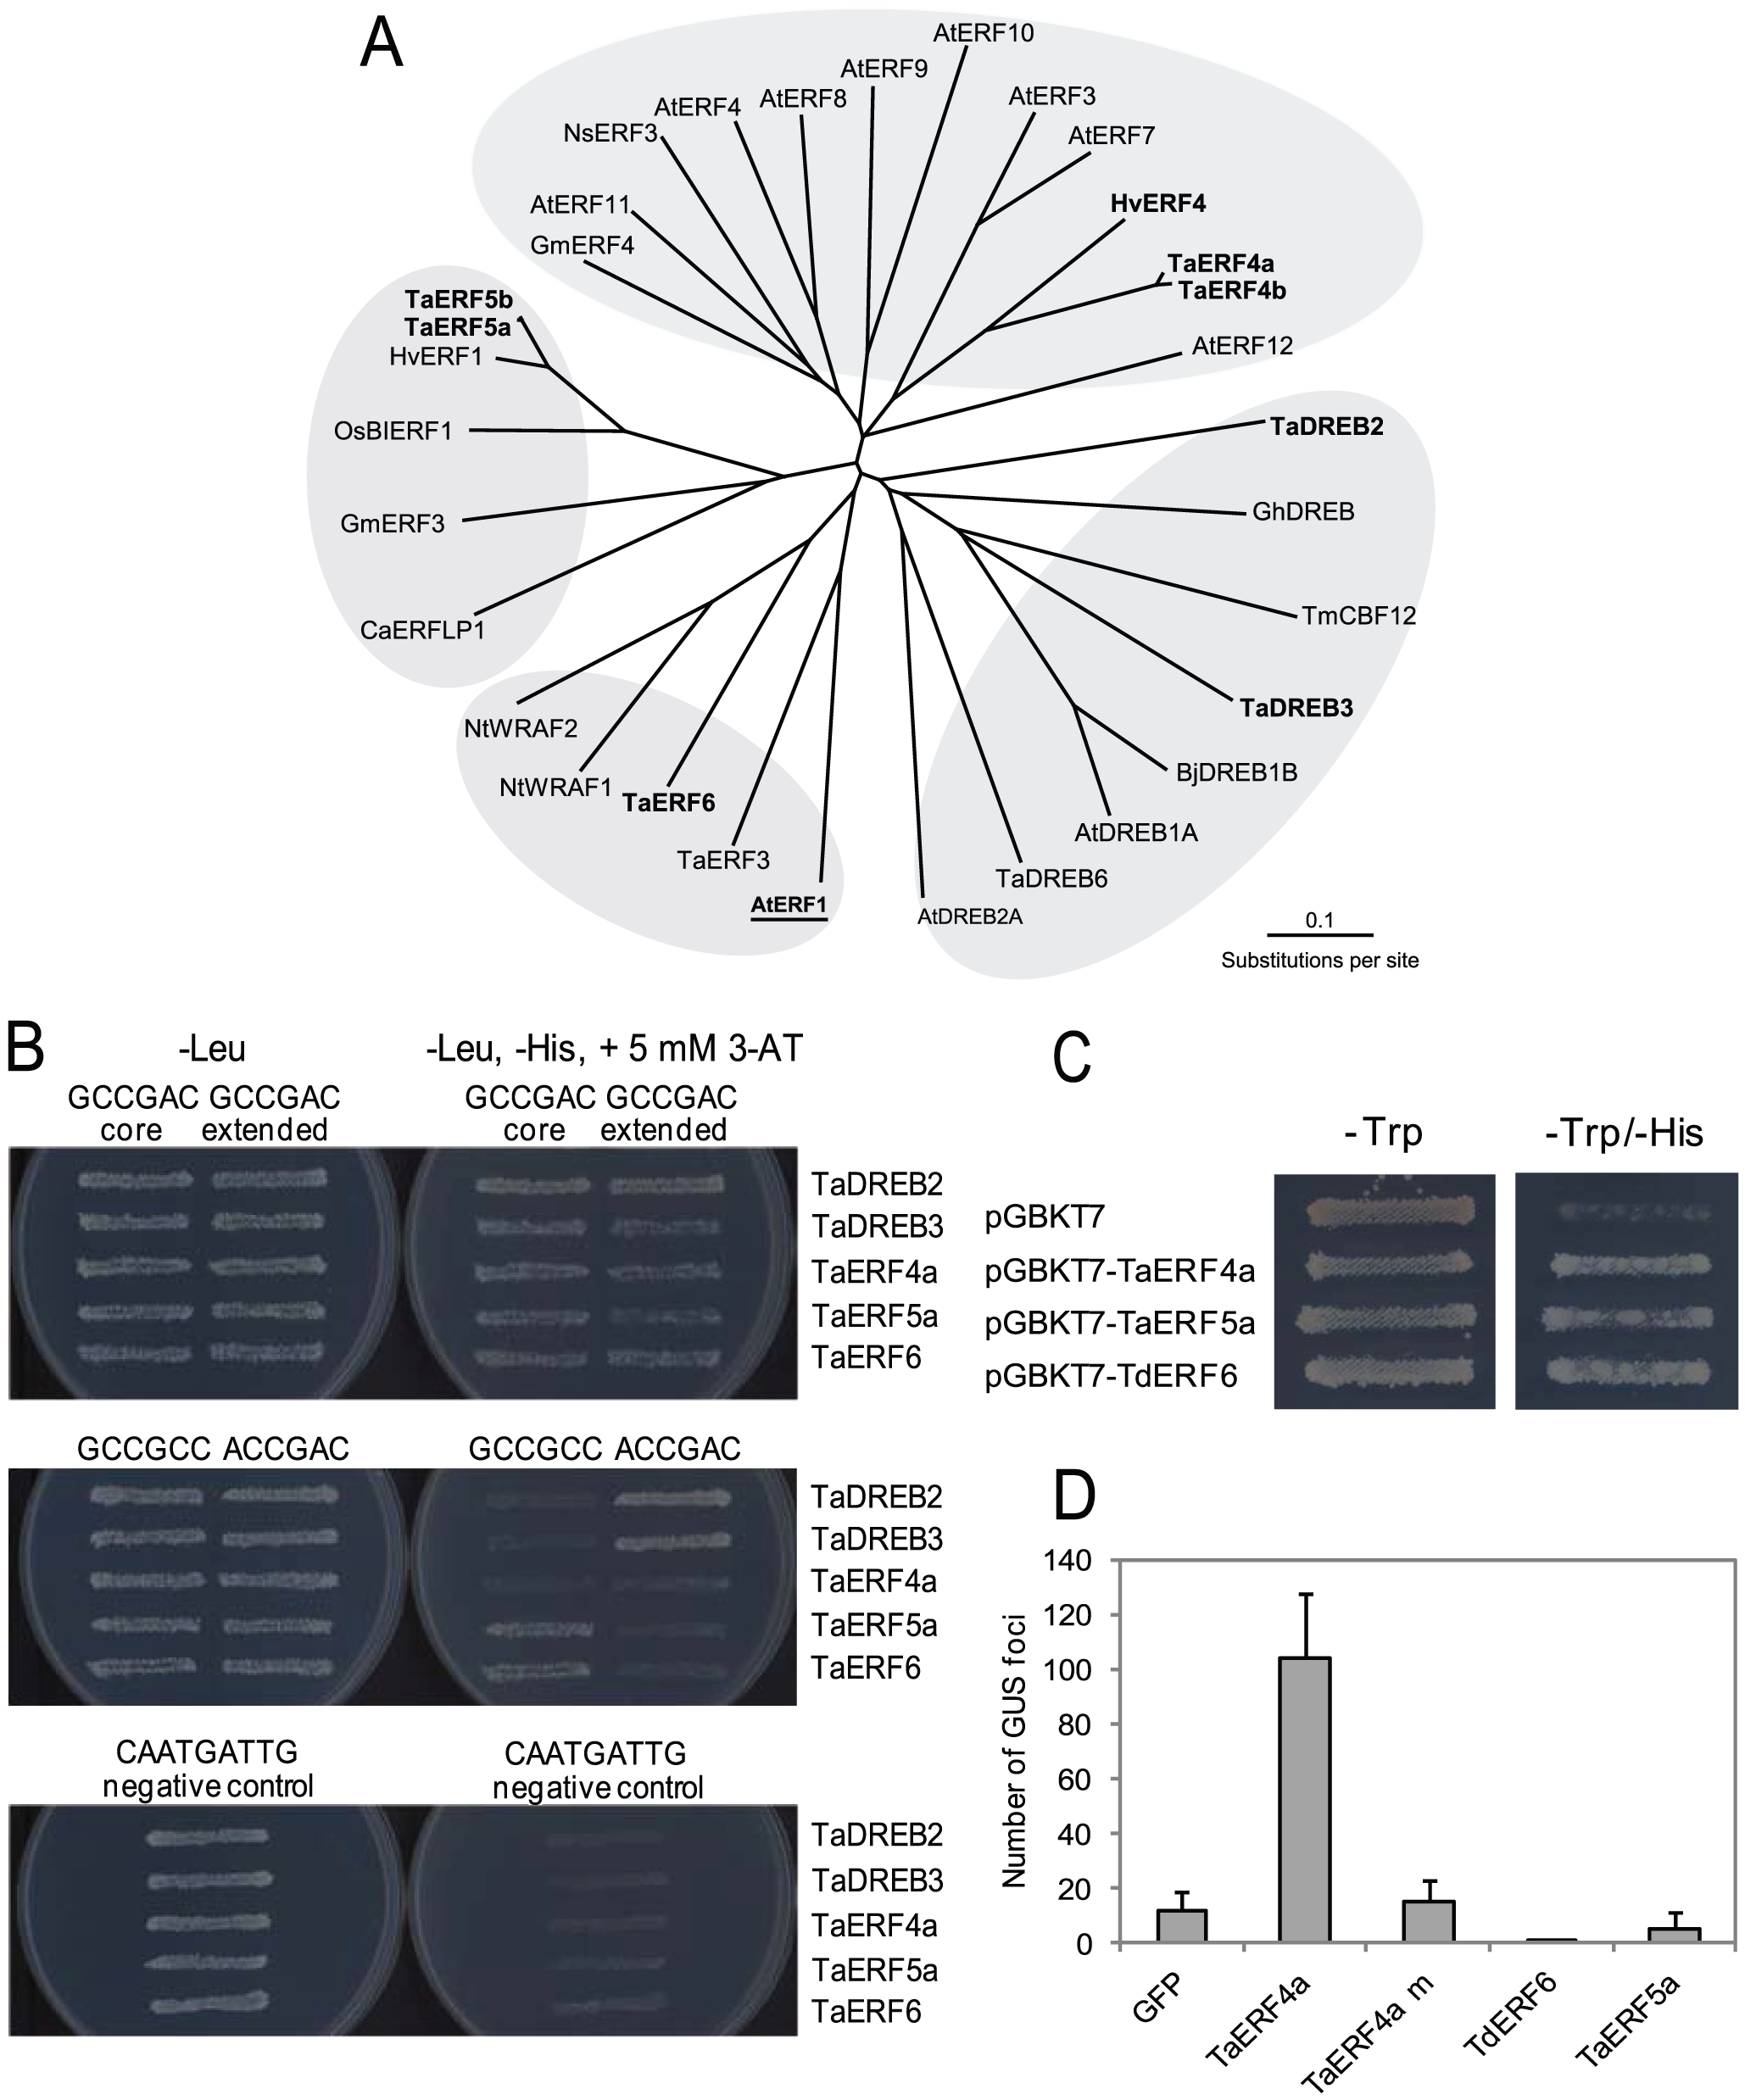 A
AtERF10
AtERF9
AtERF8
AtERF4
AtERF3
NsERF3
AtERF7
AtERF11
HvERF4
GmERF4
TaERF4a
TaERF4b
TaERF5b
TaERF5a
HvERF1
AtERF12
OsBIERF1
TaDREB2
GmERF3
GhDREB
CaERFLP1
TmCBF12
NtWRAF2
TaDREB3
NtWRAF1
TaERF6
BjDREB1B
TaERF3
AtDREB1A
AtERF1
TaDREB6
AtDREB2A
0.1
Substitutions per site
B
-Leu
-Leu, -His, + 5 mM 3-AT
GCCGAC GCCGAC
core extended
GCCGAC GCCGAC
core extended
TaDREB2
TaDREB3
TaERF4a
TaERF5a
TaERF6
GCCGCC ACCGAC
GCCGCC ACCGAC
TaDREB2
TaDREB3
TaERF4a
TaERF5a
TaERF6
CAATGATTG
negative control
CAATGATTG
negative control
TaDREB2
TaDREB3
TaERF4a
TaERF5a
TaERF6
C
-Trp
-Trp/-His
pGBKT7
pGBKT7-TaERF4a
pGBKT7-TaERF5a
pGBKT7-TdERF6
D
Number of GUS foci
140
120
100
80
60
40
20
0
GFP
TaERF4a
TaERF4a m
TdERF6
TaERF5a